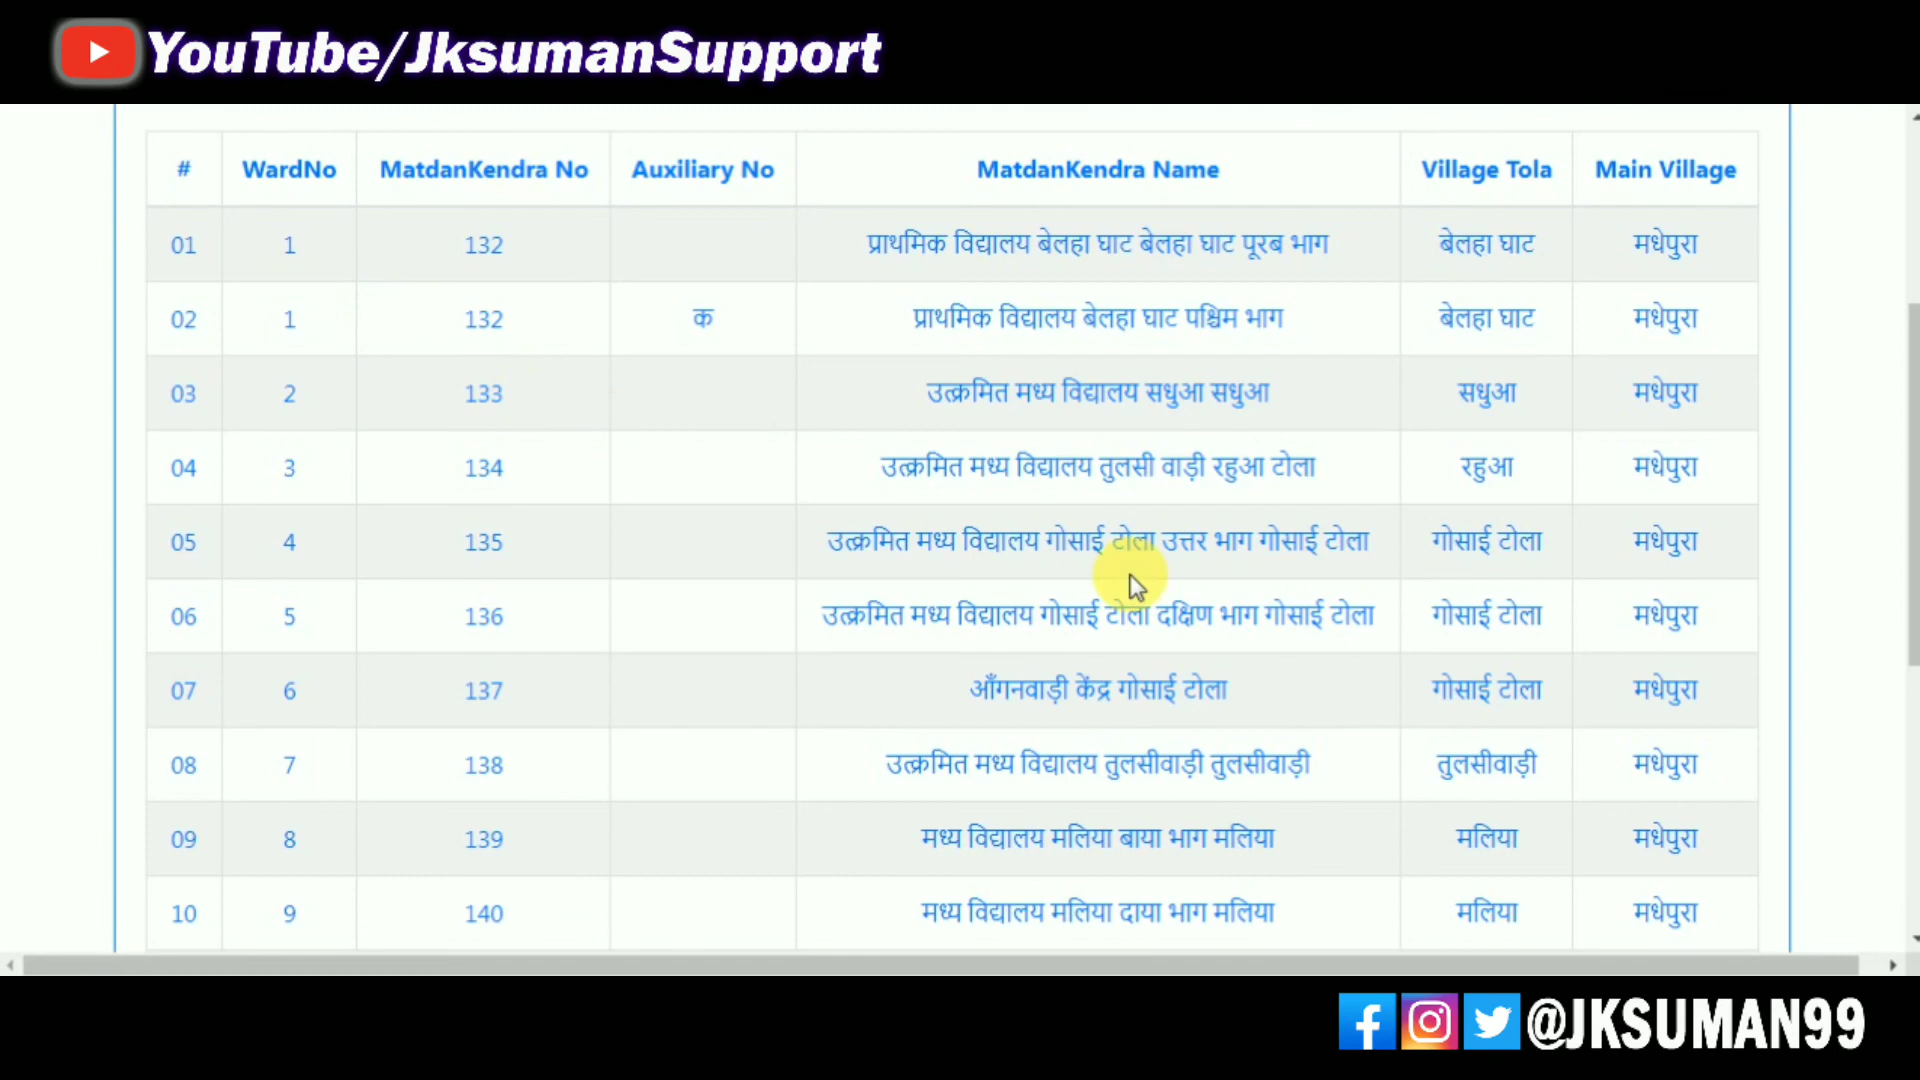 YouTube/JksumanSupport
# WardNo MatdanKendra No Auxiliary No MatdanKendra Name Village Tola Main Village
01 1 132 प्राथमिक विद्यालय बेलहा घाट बेलहा घाट पूरब भाग बेलहा घाट मधेपुरा
02 1 132 क प्राथमिक विद्यालय बेलहा घाट पश्चिम भाग बेलहा घाट मधेपुरा
03 2 133 उत्क्रमित मध्य विद्यालय सधुआ सधुआ सधुआ मधेपुरा
04 3 134 उत्क्रमित मध्य विद्यालय तुलसी वाड़ी रहुआ टोला रहुआ मधेपुरा
05 4 135 उत्क्रमित मध्य विद्यालय गोसाई टोला उत्तर भाग गोसाई टोला गोसाई टोला मधेपुरा
06 5 136 उत्क्रमित मध्य विद्यालय गोसाई टोला दक्षिण भाग गोसाई टोला गोसाई टोला मधेपुरा
07 6 137 आँगनवाड़ी केंद्र गोसाई टोला गोसाई टोला मधेपुरा
08 7 138 उत्क्रमित मध्य विद्यालय तुलसीवाड़ी तुलसीवाड़ी तुलसीवाड़ी मधेपुरा
09 8 139 मध्य विद्यालय मलिया बाया भाग मलिया मलिया मधेपुरा
10 9 140 मध्य विद्यालय मलिया दाया भाग मलिया मलिया मधेपुरा
@JKSUMAN99